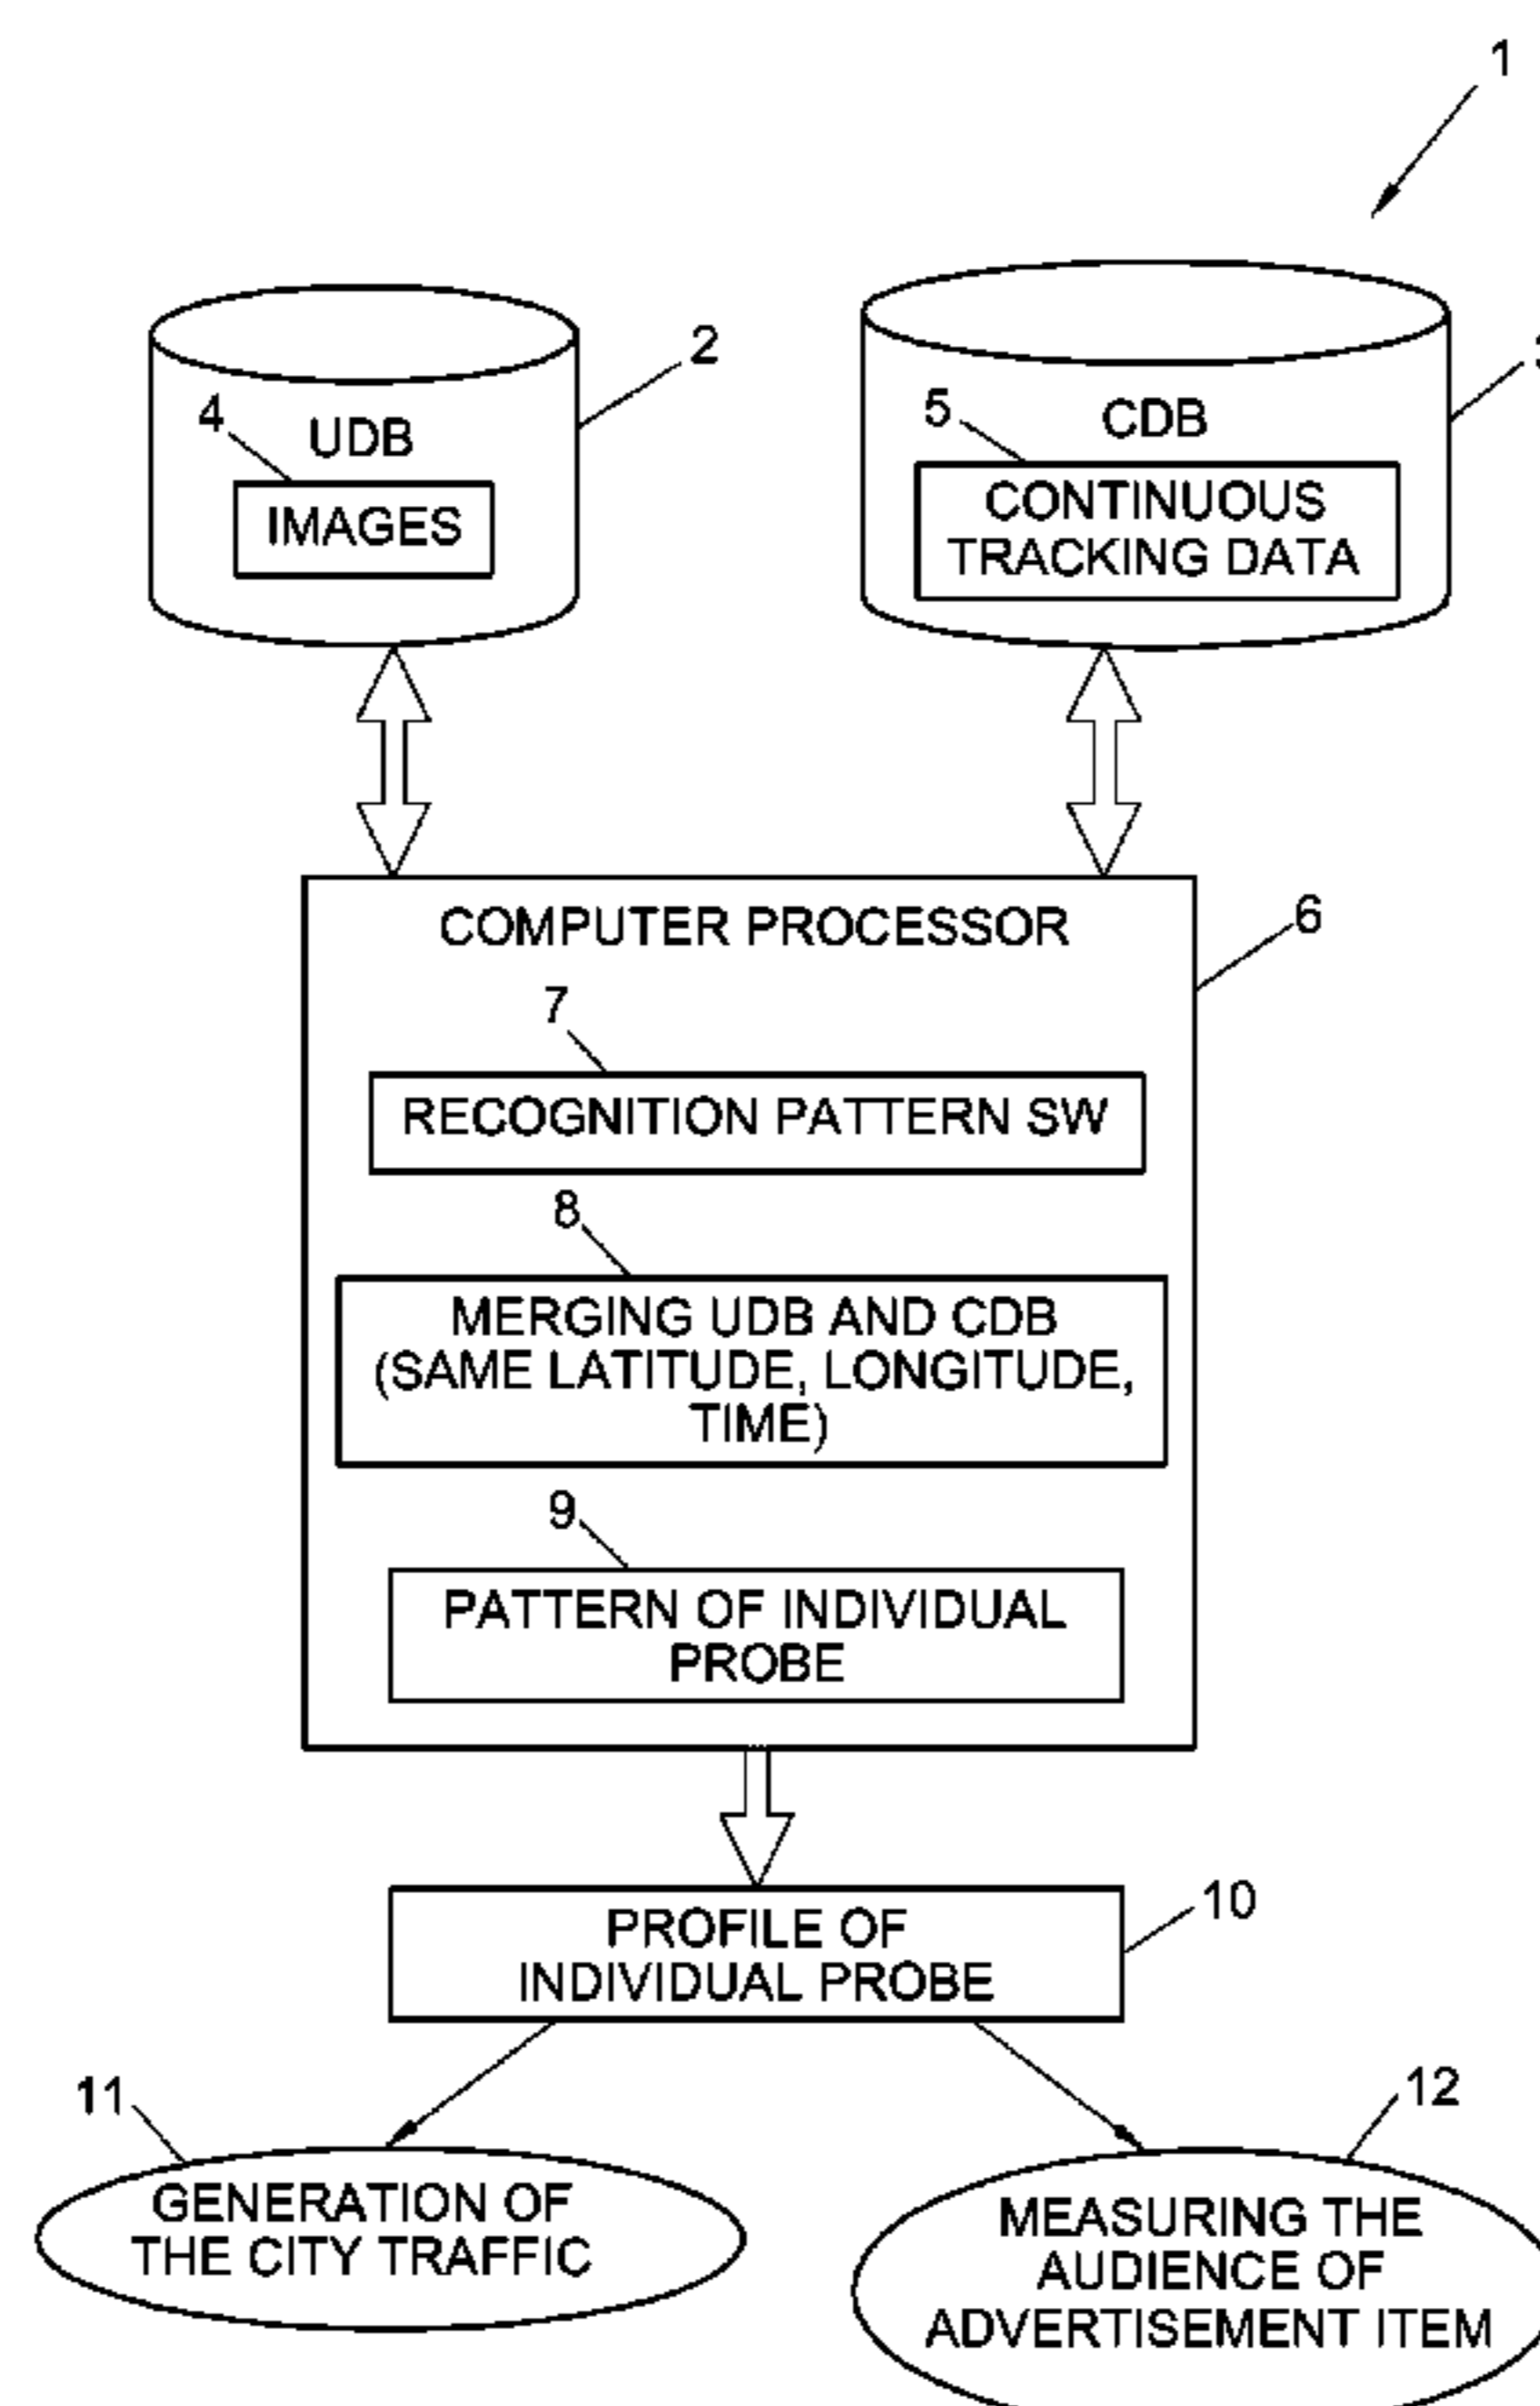 1
2
4
UDB
IMAGES
5
CDB
CONTINUOUS
TRACKING DATA
COMPUTER PROCESSOR
6
7
RECOGNITION PATTERN SW
8
MERGING UDB AND CDB
(SAME LATITUDE, LONGITUDE,
TIME)
9
PATTERN OF INDIVIDUAL
PROBE
PROFILE OF
INDIVIDUAL PROBE
10
11
GENERATION OF
THE CITY TRAFFIC
12
MEASURING THE
AUDIENCE OF
ADVERTISEMENT ITEM